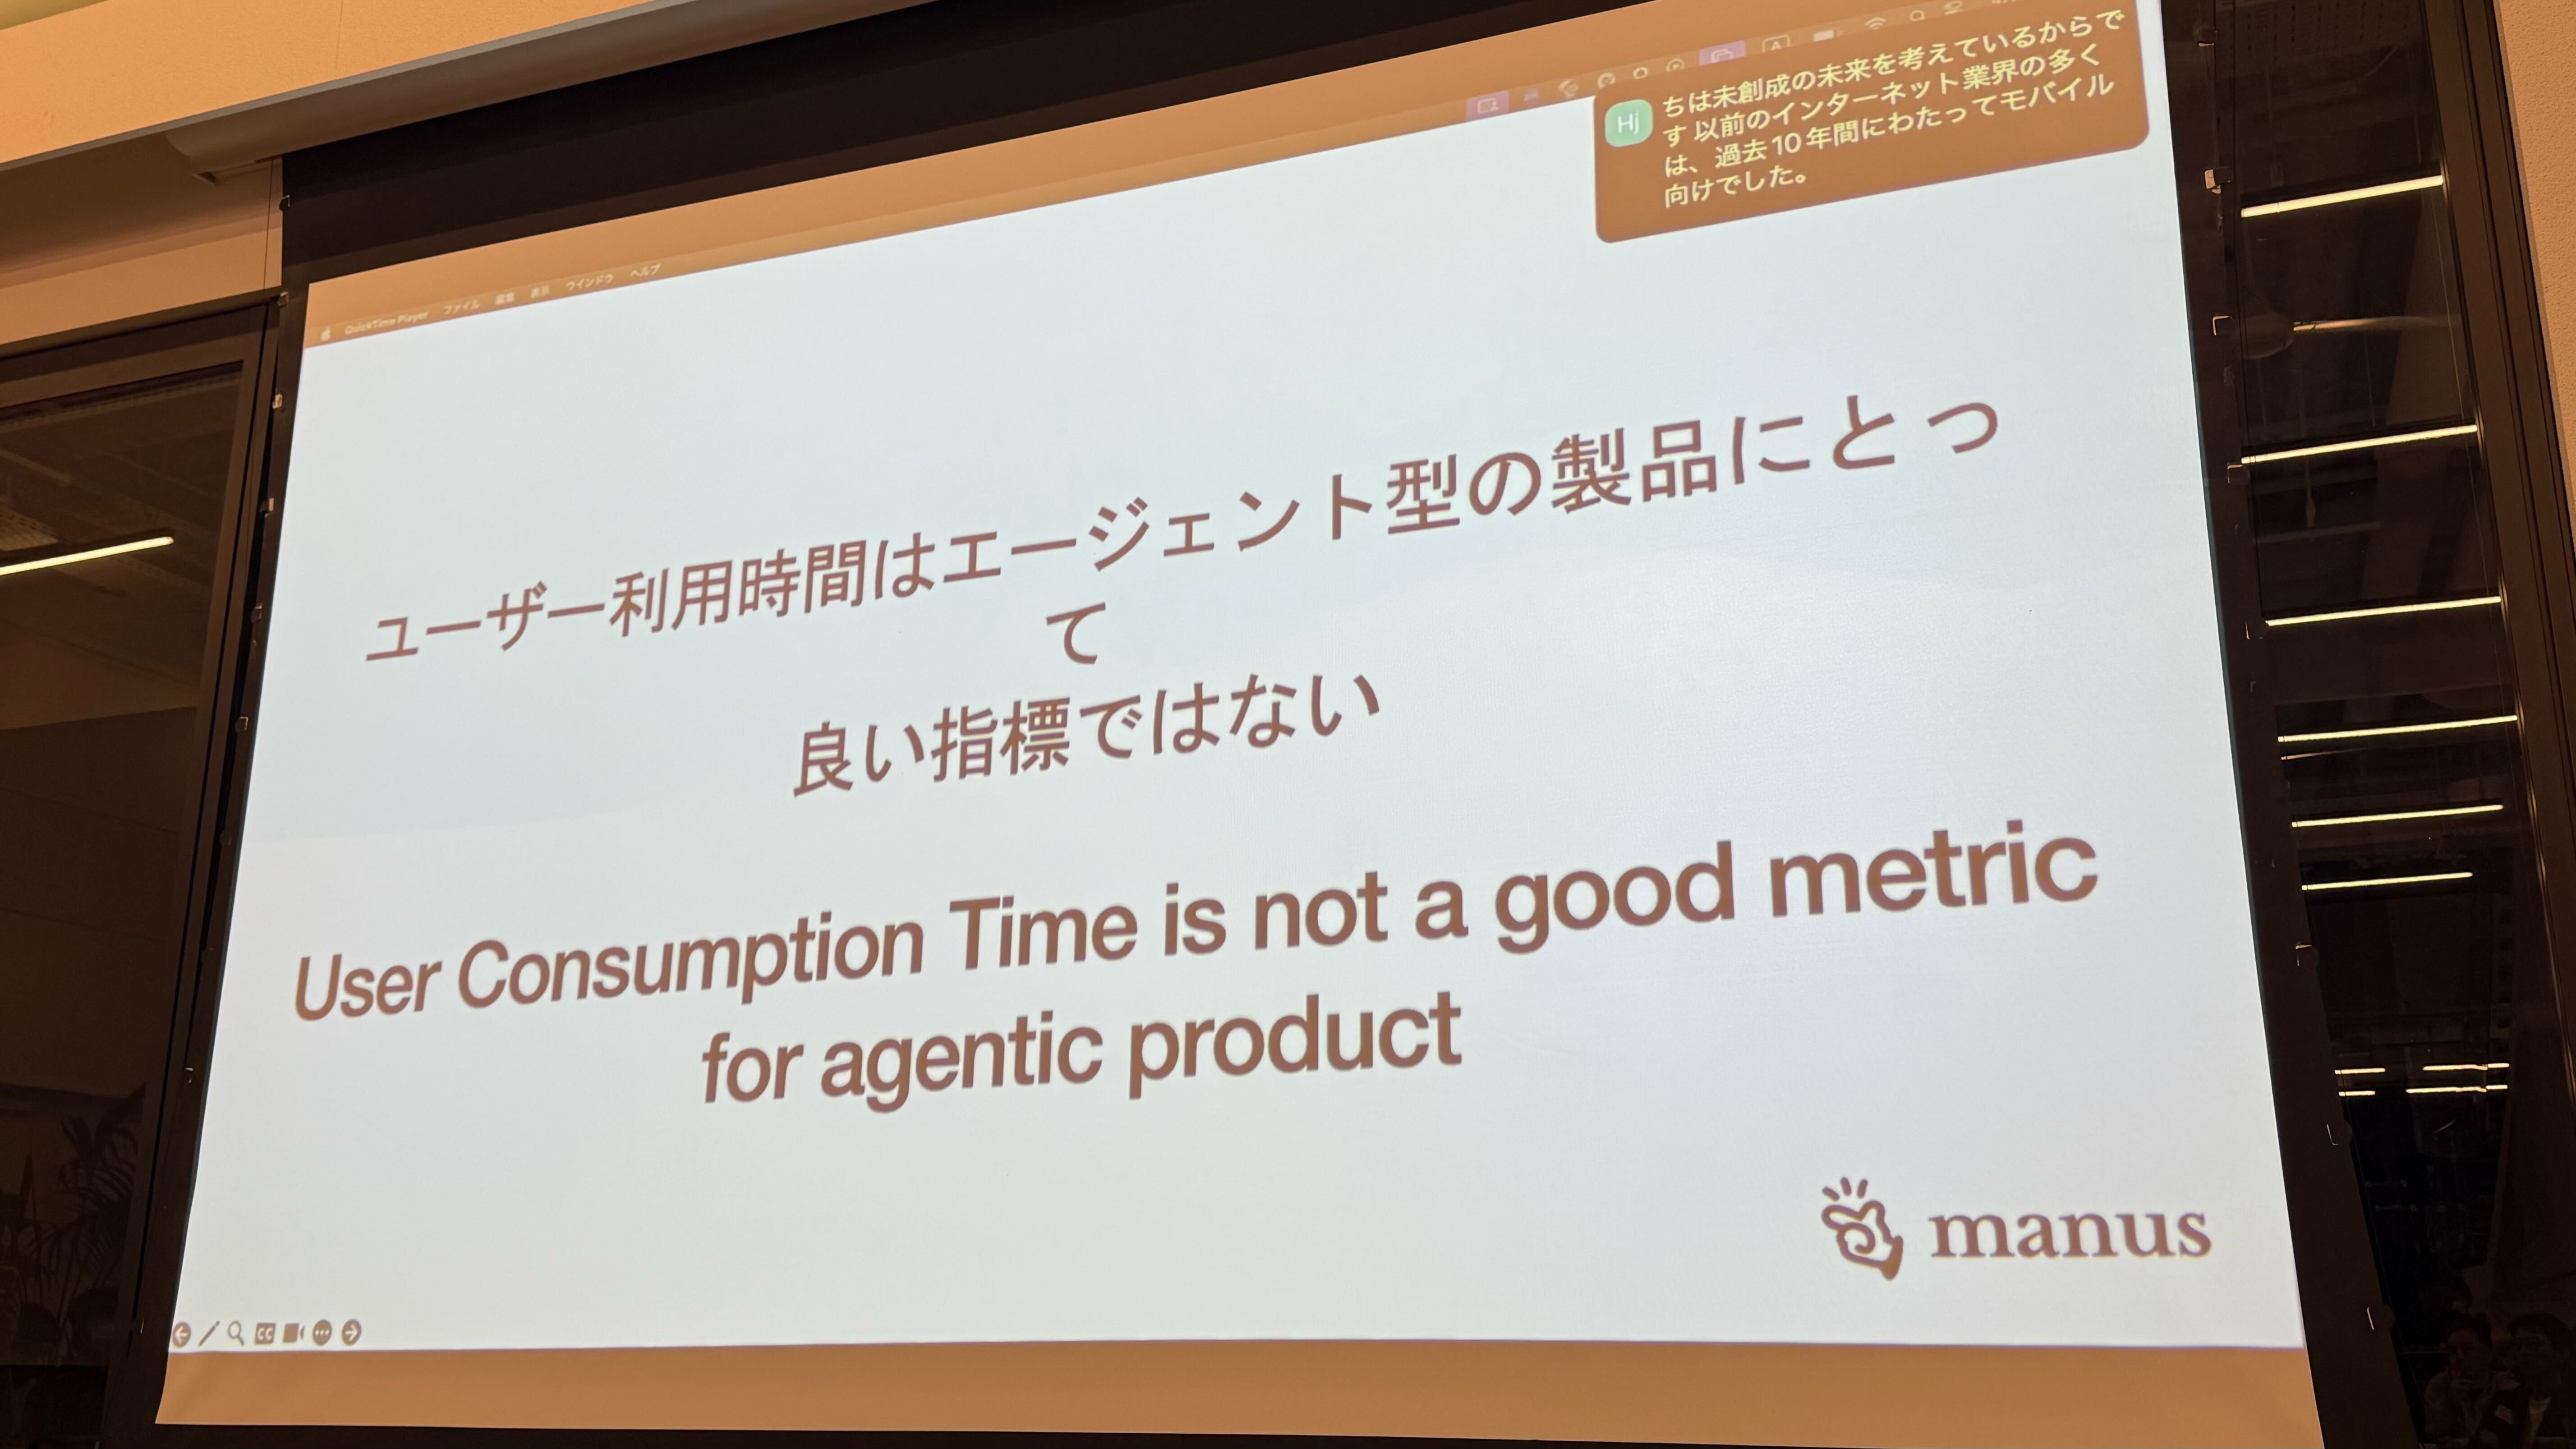 QuickTime Player ファイル 編集 表示 ウインドウ ヘルプ
A
Hj
ちは未創成の未来を考えているからで
す 以前のインターネット業界の多く
は、過去10年間にわたってモバイル
向けでした。
ユーザー利用時間はエージェント型の製品にとっ
て
良い指標ではない
User Consumption Time is not a good metric
for agentic product
manus
CC